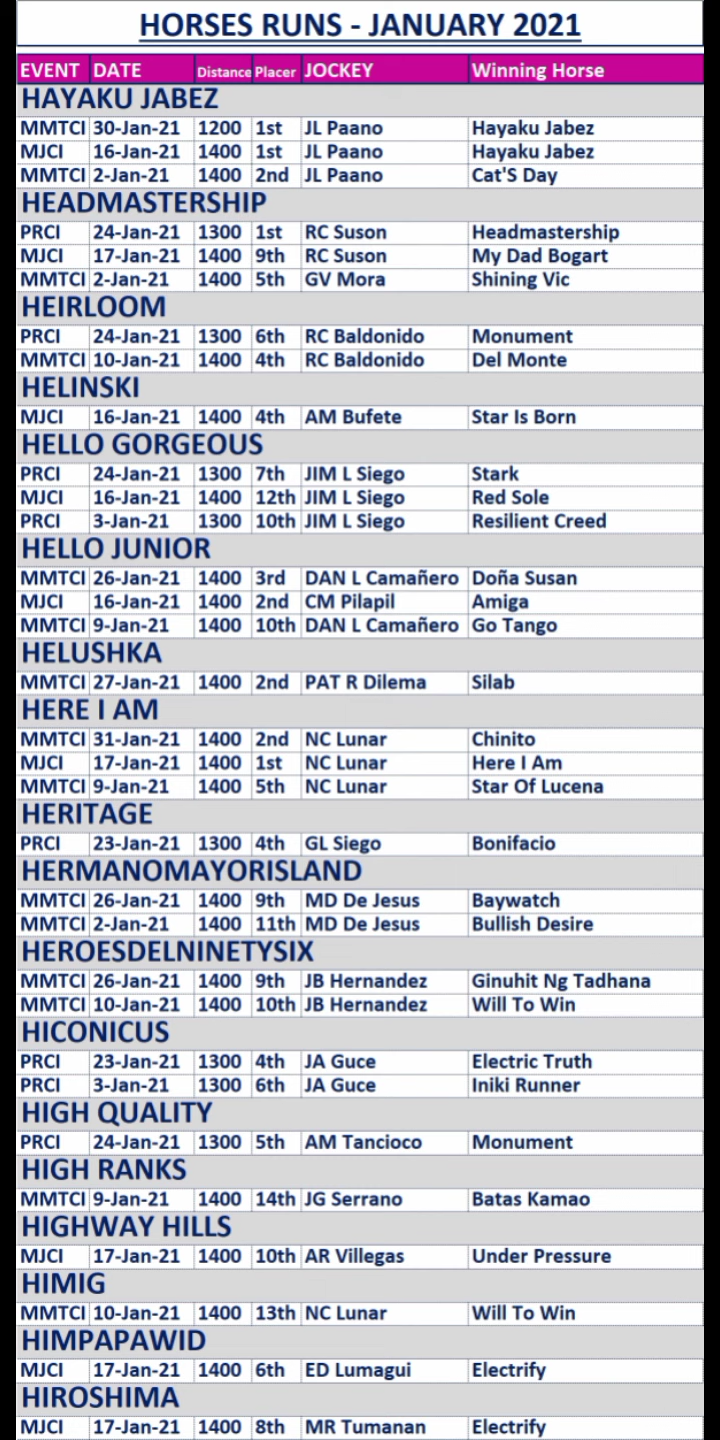 HORSES RUNS - JANUARY 2021
EVENT DATE Distance Placer JOCKEY Winning Horse
HAYAKU JABEZ
MMTCI 30-Jan-21 1200 1st JL Paano Hayaku Jabez
MJCI 16-Jan-21 1400 1st JL Paano Hayaku Jabez
MMTCI 2-Jan-21 1400 2nd JL Paano Cat'S Day
HEADMASTERSHIP
PRCI 24-Jan-21 1300 1st RC Suson Headmastership
MJCI 17-Jan-21 1400 9th RC Suson My Dad Bogart
MMTCI 2-Jan-21 1400 5th GV Mora Shining Vic
HEIRLOOM
PRCI 24-Jan-21 1300 6th RC Baldonido Monument
MMTCI 10-Jan-21 1400 4th RC Baldonido Del Monte
HELINSKI
MJCI 16-Jan-21 1400 4th AM Bufete Star Is Born
HELLO GORGEOUS
PRCI 24-Jan-21 1300 7th JIM L Siego Stark
MJCI 16-Jan-21 1400 12th JIM L Siego Red Sole
PRCI 3-Jan-21 1300 10th JIM L Siego Resilient Creed
HELLO JUNIOR
MMTCI 26-Jan-21 1400 3rd DAN L Camañero Doña Susan
MJCI 16-Jan-21 1400 2nd CM Pilapil Amiga
MMTCI 9-Jan-21 1400 10th DAN L Camañero Go Tango
HELUSHKA
MMTCI 27-Jan-21 1400 2nd PAT R Dilema Silab
HERE I AM
MMTCI 31-Jan-21 1400 2nd NC Lunar Chinito
MJCI 17-Jan-21 1400 1st NC Lunar Here I Am
MMTCI 9-Jan-21 1400 5th NC Lunar Star Of Lucena
HERITAGE
PRCI 23-Jan-21 1300 4th GL Siego Bonifacio
HERMANOMAYORISLAND
MMTCI 26-Jan-21 1400 9th MD De Jesus Baywatch
MMTCI 2-Jan-21 1400 11th MD De Jesus Bullish Desire
HEROESDELNINETYSIX
MMTCI 26-Jan-21 1400 9th JB Hernandez Ginuhit Ng Tadhana
MMTCI 10-Jan-21 1400 10th JB Hernandez Will To Win
HICONICUS
PRCI 23-Jan-21 1300 4th JA Guce Electric Truth
PRCI 3-Jan-21 1300 6th JA Guce Iniki Runner
HIGH QUALITY
PRCI 24-Jan-21 1300 5th AM Tancioco Monument
HIGH RANKS
MMTCI 9-Jan-21 1400 14th JG Serrano Batas Kamao
HIGHWAY HILLS
MJCI 17-Jan-21 1400 10th AR Villegas Under Pressure
HIMIG
MMTCI 10-Jan-21 1400 13th NC Lunar Will To Win
HIMPAPAWID
MJCI 17-Jan-21 1400 6th ED Lumagui Electrify
HIROSHIMA
MJCI 17-Jan-21 1400 8th MR Tumanan Electrify